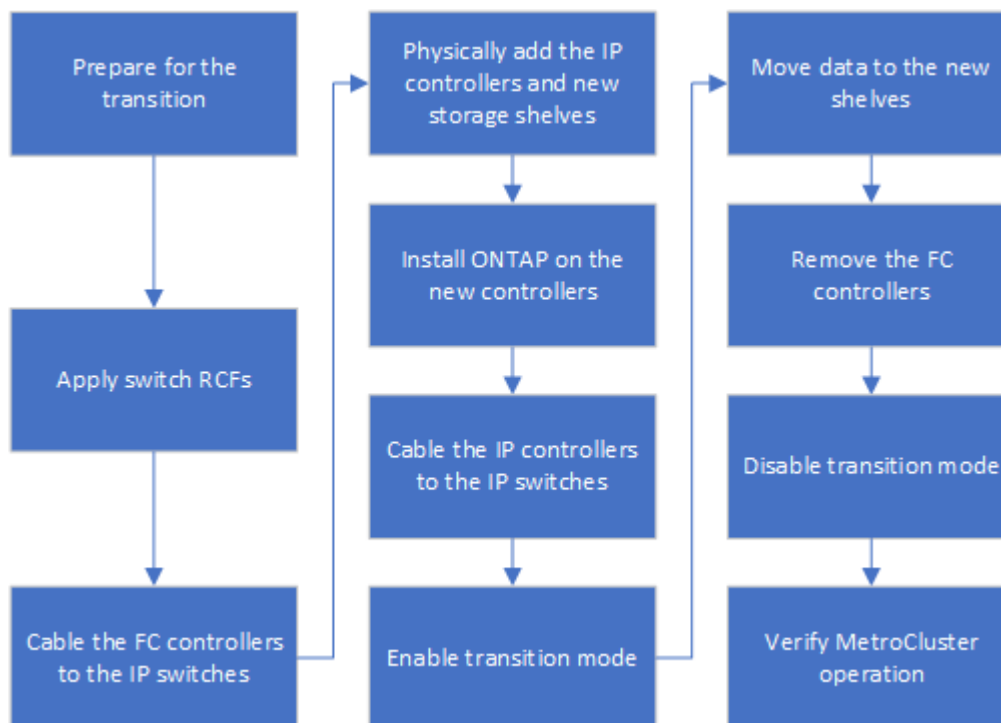 Prepare for the
transition
Apply switch RCFs
Cable the FC controllers
to the IP switches
Physically add the IP
controllers and new
storage shelves
Install ONTAP on the
new controllers
Cable the IP controllers
to the IP switches
Enable transition mode
Move data to the new
shelves
Remove the FC
controllers
Disable transition mode
Verify MetroCluster
operation